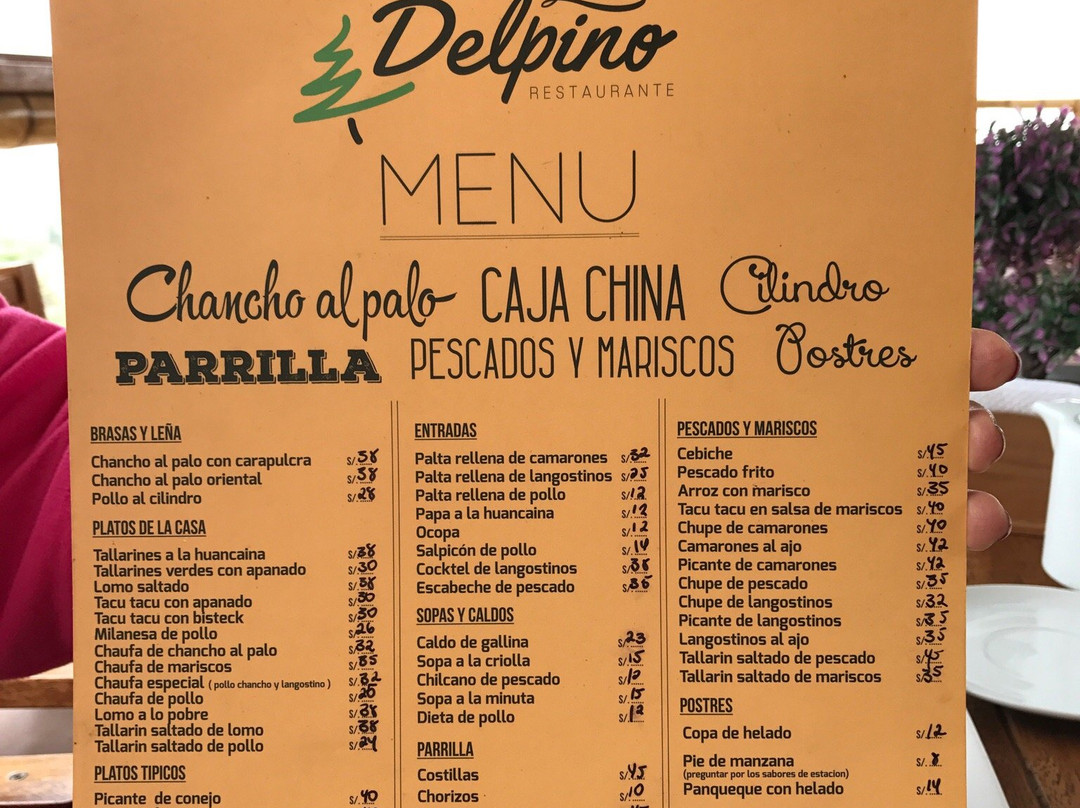 Delpino
RESTAURANTE
MENU
Chancho al palo CAJA CHINA Cilindro
PARRILLA PESCADOS Y MARISCOS Postres
BRASAS Y LEÑA
Chancho al palo con carapulcra S/.38
Chancho al palo oriental S/.38
Pollo al cilindro S/.28
PLATOS DE LA CASA
Tallarines a la huancaina S/.38
Tallarines verdes con apanado S/.30
Lomo saltado S/.38
Tacu tacu con apanado S/.30
Tacu tacu con bisteck S/.30
Milanesa de pollo S/.26
Chaufa de chancho al palo S/.32
Chaufa de mariscos S/.35
Chaufa especial ( pollo chancho y langostino ) S/.32
Chaufa de pollo S/.
Lomo a lo pobre S/.38
Tallarin saltado de lomo S/.38
Tallarin saltado de pollo S/.24
PLATOS TIPICOS
Picante de conejo S/.40
ENTRADAS
Palta rellena de camarones S/.32
Palta rellena de langostinos S/.25
Palta rellena de pollo S/.12
Papa a la huancaina S/.12
Ocopa S/.12
Salpicón de pollo S/.14
Cocktel de langostinos S/.
Escabeche de pescado S/.
SOPAS Y CALDOS
Caldo de gallina S/.23
Sopa a la criolla S/.15
Chilcano de pescado S/.
Sopa a la minuta S/.15
Dieta de pollo S/.12
PARRILLA
Costillas S/.45
Chorizos S/.10
PESCADOS Y MARISCOS
Cebiche S/.45
Pescado frito S/.40
Arroz con marisco S/.35
Tacu tacu en salsa de mariscos S/.40
Chupe de camarones S/.40
Camarones al ajo S/.42
Picante de camarones S/.42
Chupe de pescado S/.35
Chupe de langostinos S/.32
Picante de langostinos S/.35
Langostinos al ajo S/.35
Tallarin saltado de pescado S/.
Tallarin saltado de mariscos S/.35
POSTRES
Copa de helado S/.12
Pie de manzana S/.8
(preguntar por los sabores de estacion)
Panqueque con helado S/.14